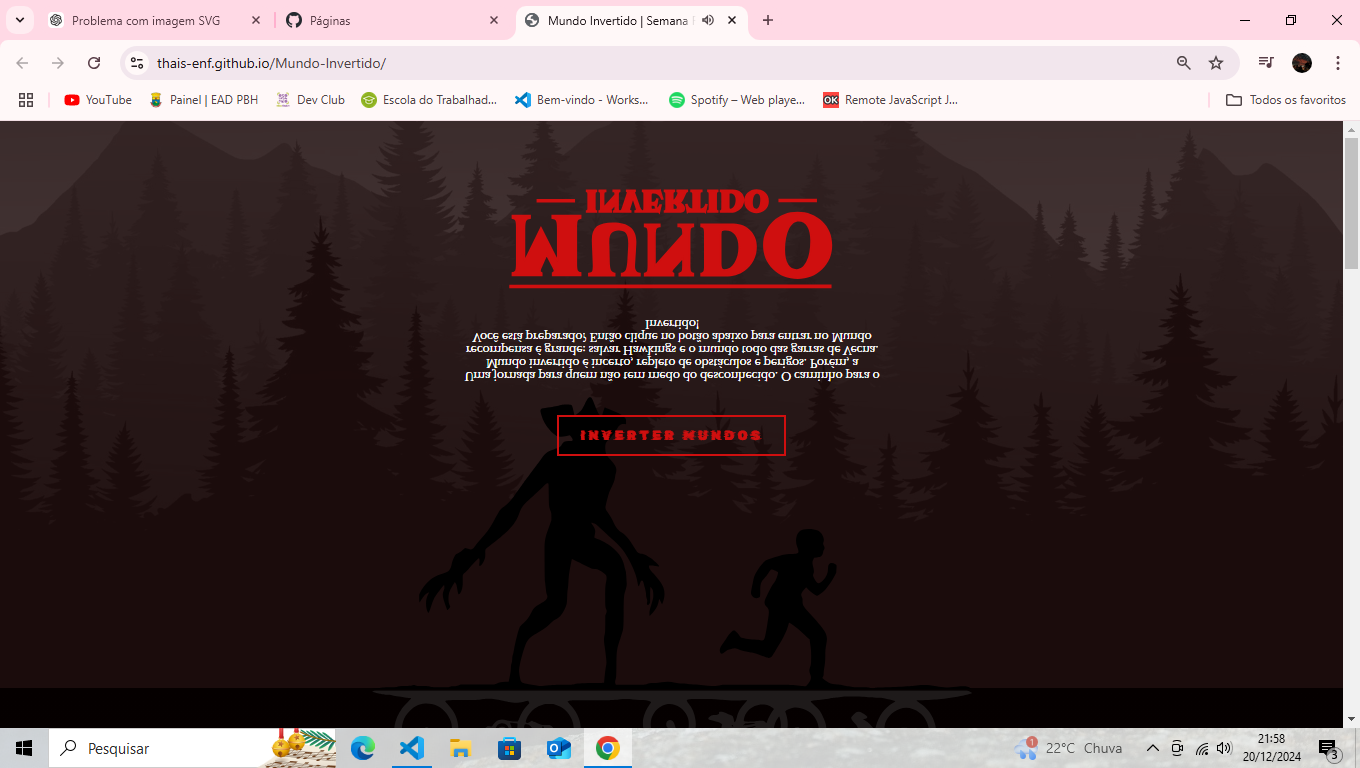 Problema com imagem SVG
Páginas
Mundo Invertido | Semana
thais-enf.github.io/Mundo-Invertido/
YouTube
Painel | EAD PBH
Dev Club
Escola do Trabalhad...
Bem-vindo - Works...
Spotify – Web playe...
OK
Remote JavaScript J...
Todos os favoritos
MUNDO
INVERTIDO
Uma jornada para quem não tem medo do desconhecido. O caminho para o
Mundo invertido é incerto, repleto de obstáculos e perigos. Porém, a
recompensa é grande: salvar Hawkings e o mundo todo das garras de Vecna.
Você está preparado? Então clique no botão abaixo para entrar no Mundo
Invertido!
INVERTER MUNDOS
Pesquisar
1
22°C Chuva
21:58
20/12/2024
3